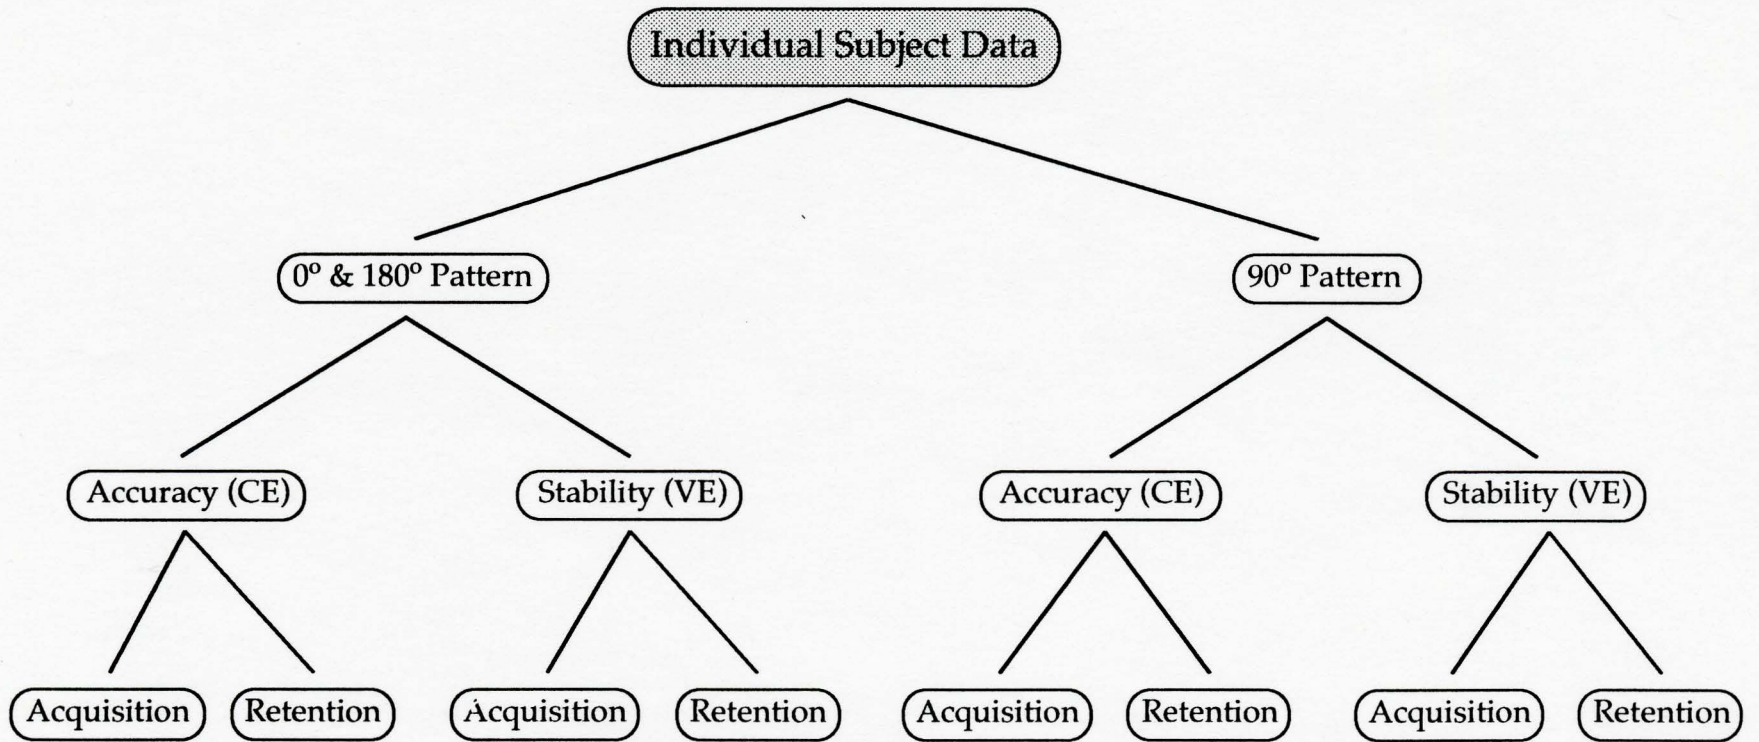 Individual Subject Data
0° & 180° Pattern
90° Pattern
Accuracy (CE)
Stability (VE)
Accuracy (CE)
Stability (VE)
Acquisition
Retention
Acquisition
Retention
Acquisition
Retention
Acquisition
Retention